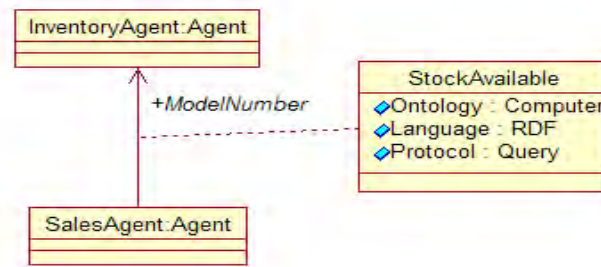 InventoryAgent:Agent
StockAvailable
+ModelNumber
Ontology : Computer
Language : RDF
Protocol : Query
SalesAgent:Agent